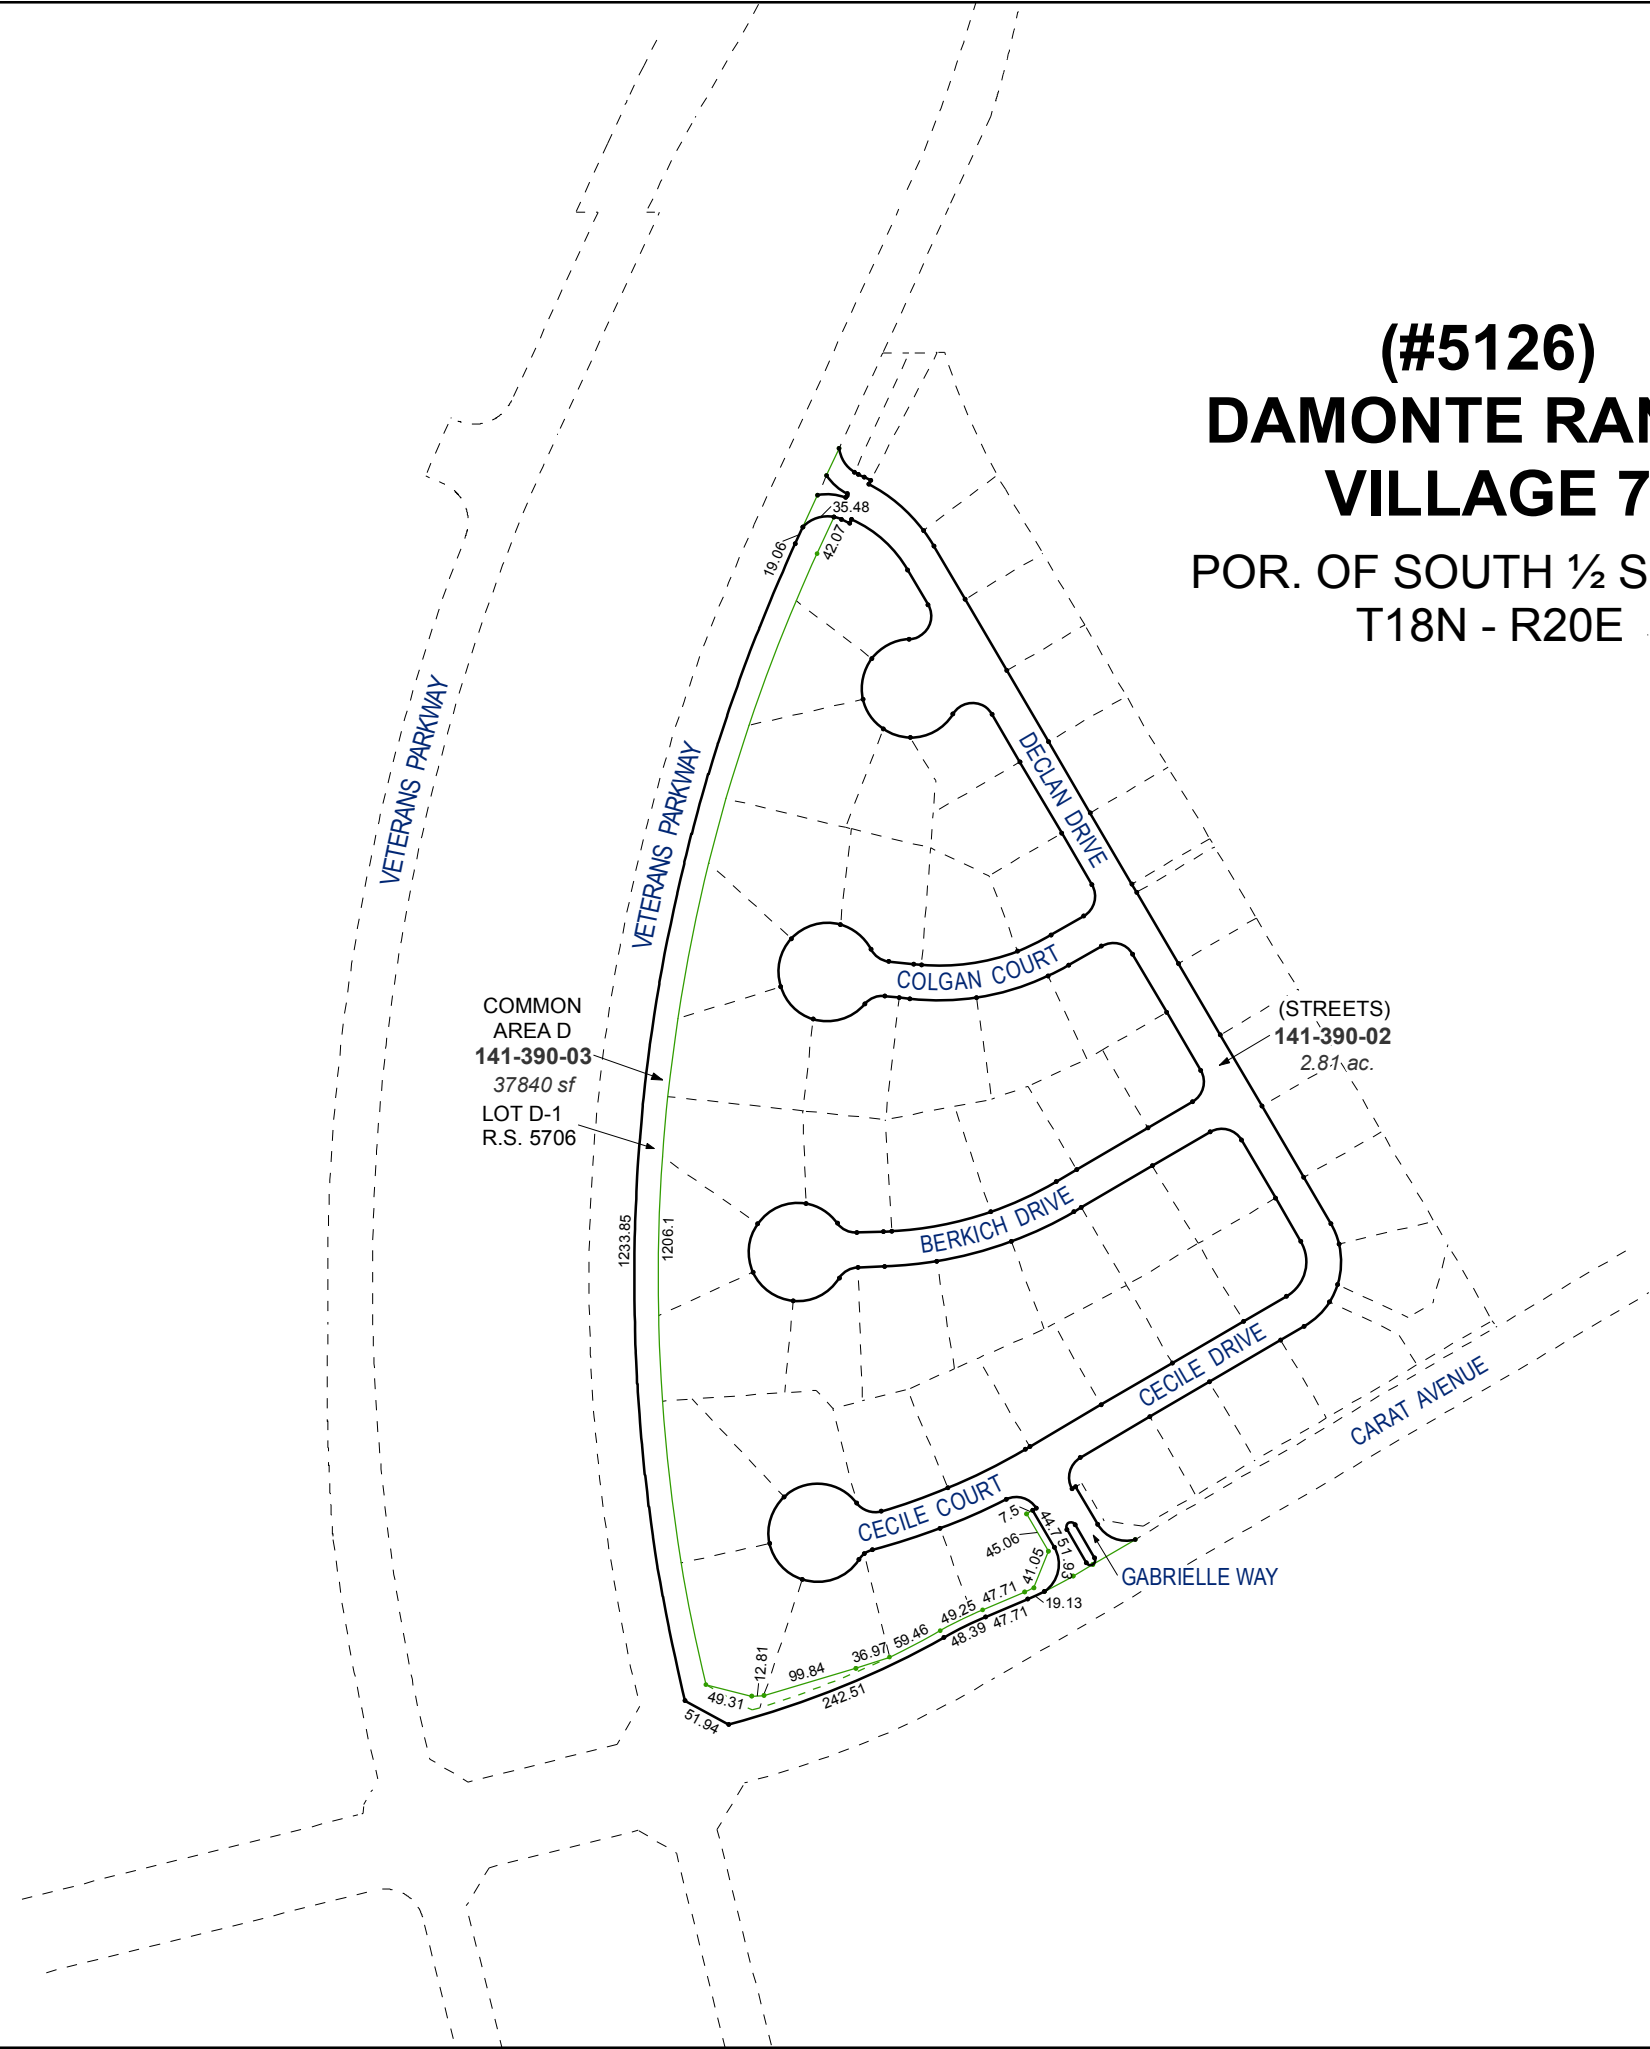 (#5126)
DAMONTE
VILLAGE 7
POR. OF SOUTH ½
T18N - R20E
35.48
19.06
42.07
VETERANS PARKWAY
VETERANS PARKWAY
DECLAN DRIVE
COLGAN COURT
COMMON
AREA D
141-390-03
37840 sf
LOT D-1
R.S. 5706
(STREETS)
141-390-02
2.81 ac.
1233.85
1206.1
BERKICH DRIVE
CECILE DRIVE
CARAT AVENUE
CECILE COURT
7.5
44.7
45.06
51.93
41.05
GABRIELLE WAY
19.13
47.71
47.71
49.25
48.39
59.46
36.97
99.84
12.81
242.51
49.31
51.94